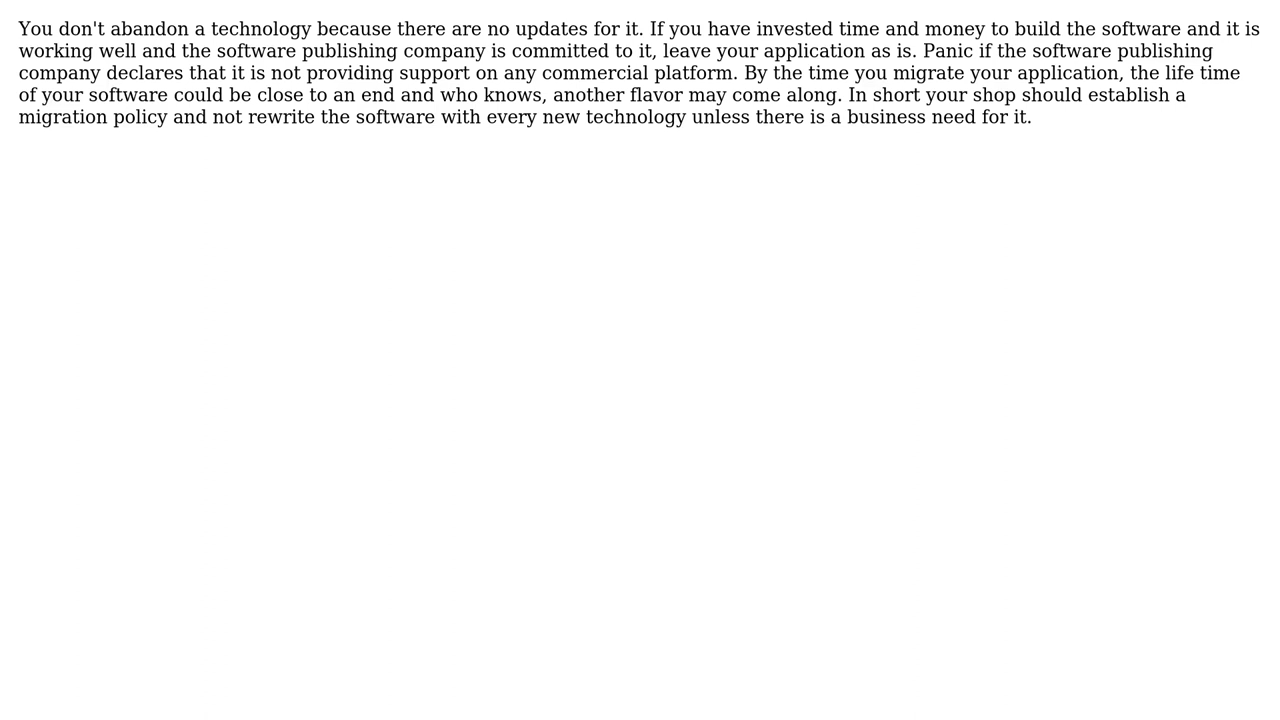 You don't abandon a technology because there are no updates for it. If you have invested time and money to build the software and it is
working well and the software publishing company is committed to it, leave your application as is. Panic if the software publishing
company declares that it is not providing support on any commercial platform. By the time you migrate your application, the life time
of your software could be close to an end and who knows, another flavor may come along. In short your shop should establish a
migration policy and not rewrite the software with every new technology unless there is a business need for it.